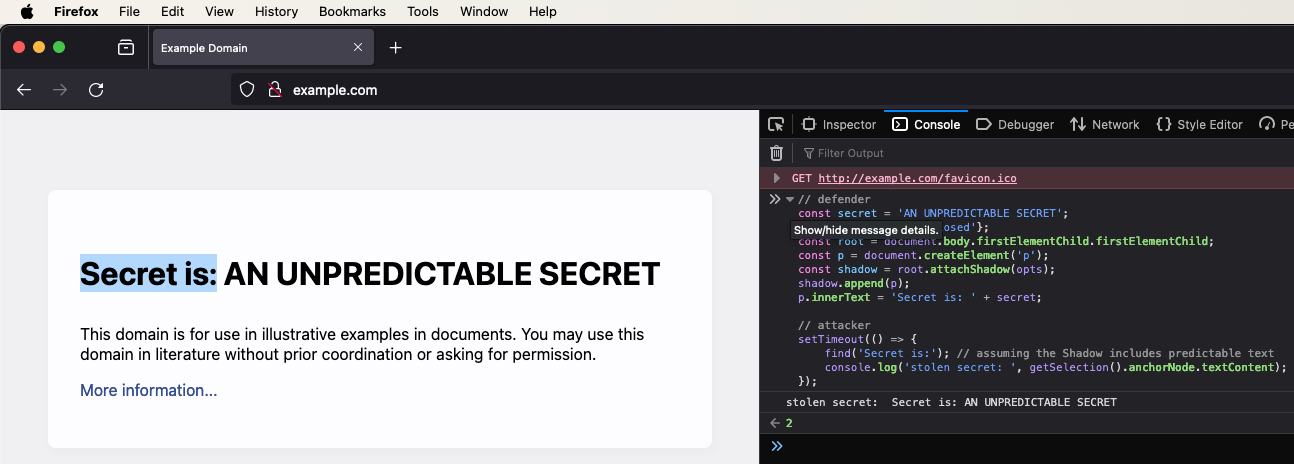 Firefox File Edit View History Bookmarks Tools Window Help
Example Domain
example.com
Inspector Console Debugger Network Style Editor Pe
Filter Output
GET http://example.com/favicon.ico
// defender
const secret = 'AN UNPREDICTABLE SECRET';
Show/hide message details. osed'};
const root = document.body.firstElementChild.firstElementChild;
const p = document.createElement('p');
const shadow = root.attachShadow(opts);
shadow.append(p);
p.innerText = 'Secret is: ' + secret;
// attacker
setTimeout(() => {
find('Secret is:'); // assuming the Shadow includes predictable text
console.log('stolen secret: ', getSelection().anchorNode.textContent);
});
stolen secret:  Secret is: AN UNPREDICTABLE SECRET
2
Secret is: AN UNPREDICTABLE SECRET
This domain is for use in illustrative examples in documents. You may use this
domain in literature without prior coordination or asking for permission.
More information...